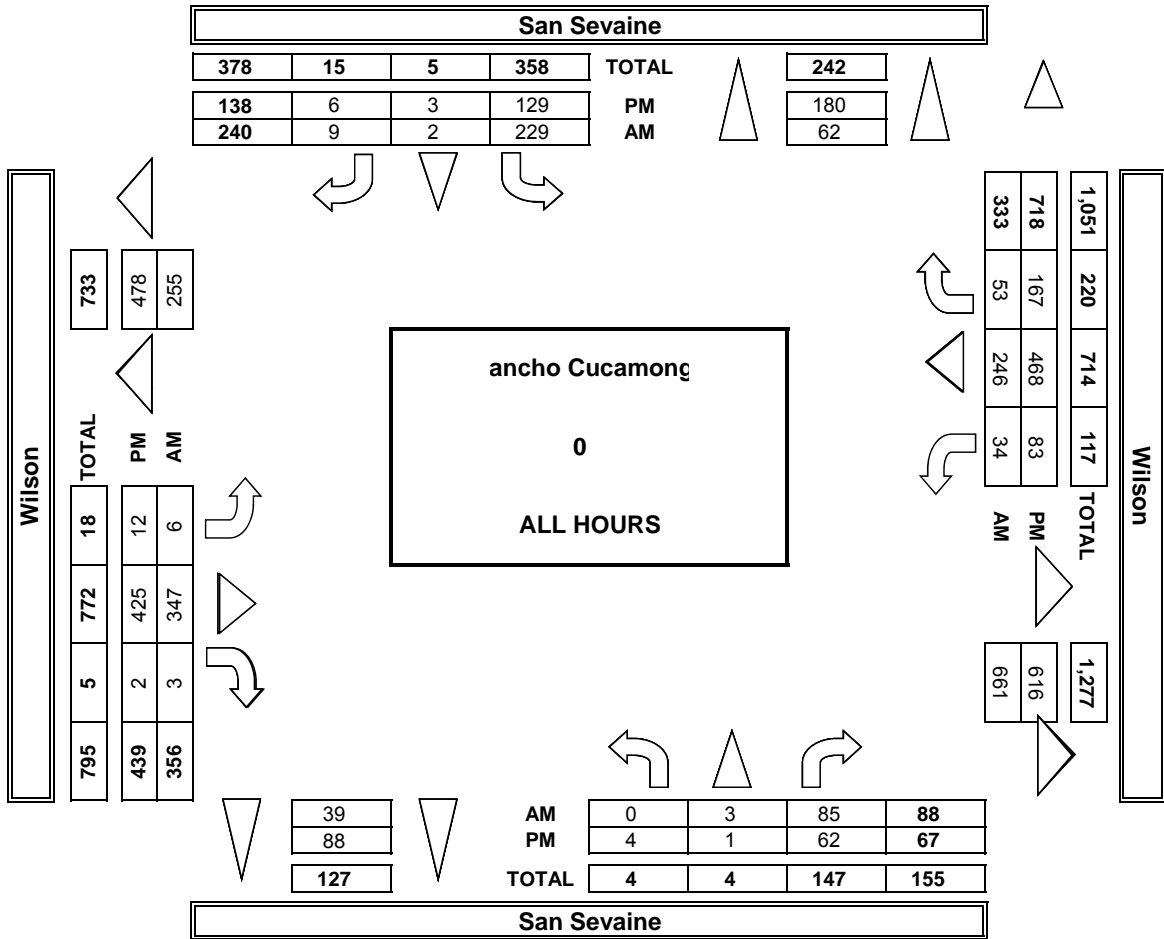 San Sevaine
378 15 5 358 TOTAL 242
138 6 3 129 PM 180
240 9 2 229 AM 62
Wilson
733 478 255
TOTAL PM AM
18 12 6
772 425 347
5 2 3
795 439 356
ancho Cucamong
0
ALL HOURS
333 718 1,051
53 167 220
246 468 714
34 83 117
AM PM TOTAL
661 616 1,277
Wilson
39 AM 0 3 85 88
88 PM 4 1 62 67
127 TOTAL 4 4 147 155
San Sevaine